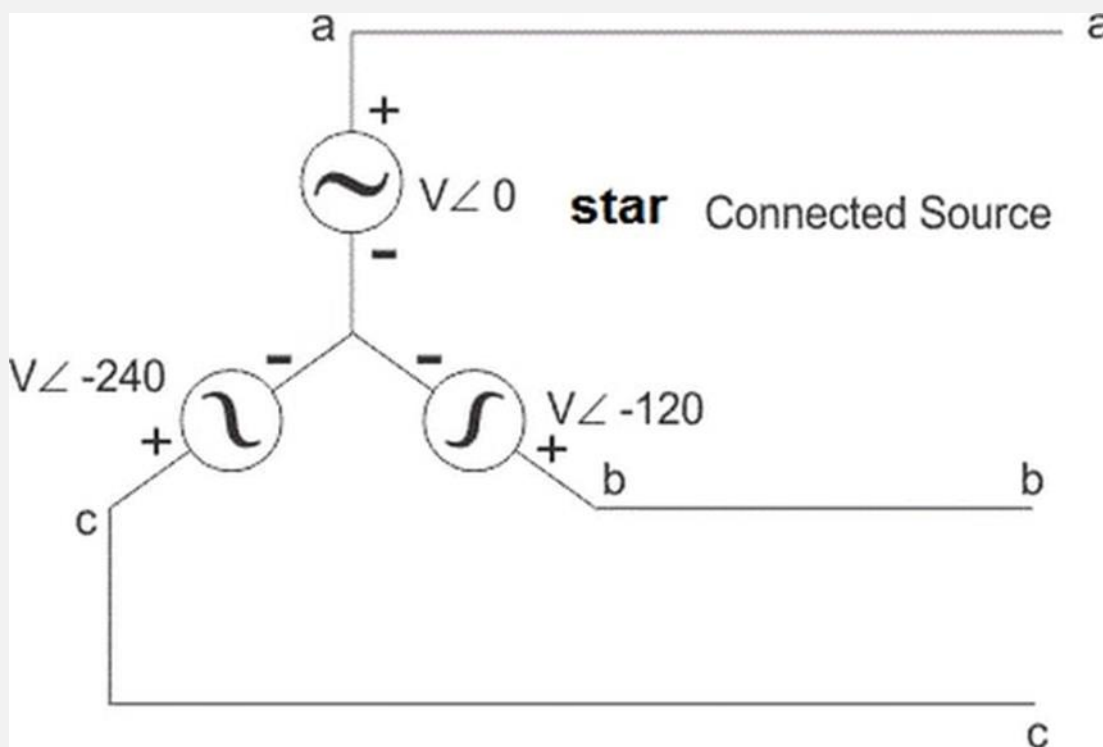 a
a
+
V∠ 0
star Connected Source
-
-
-
V∠ -240
V∠ -120
+
+
b
b
c
c